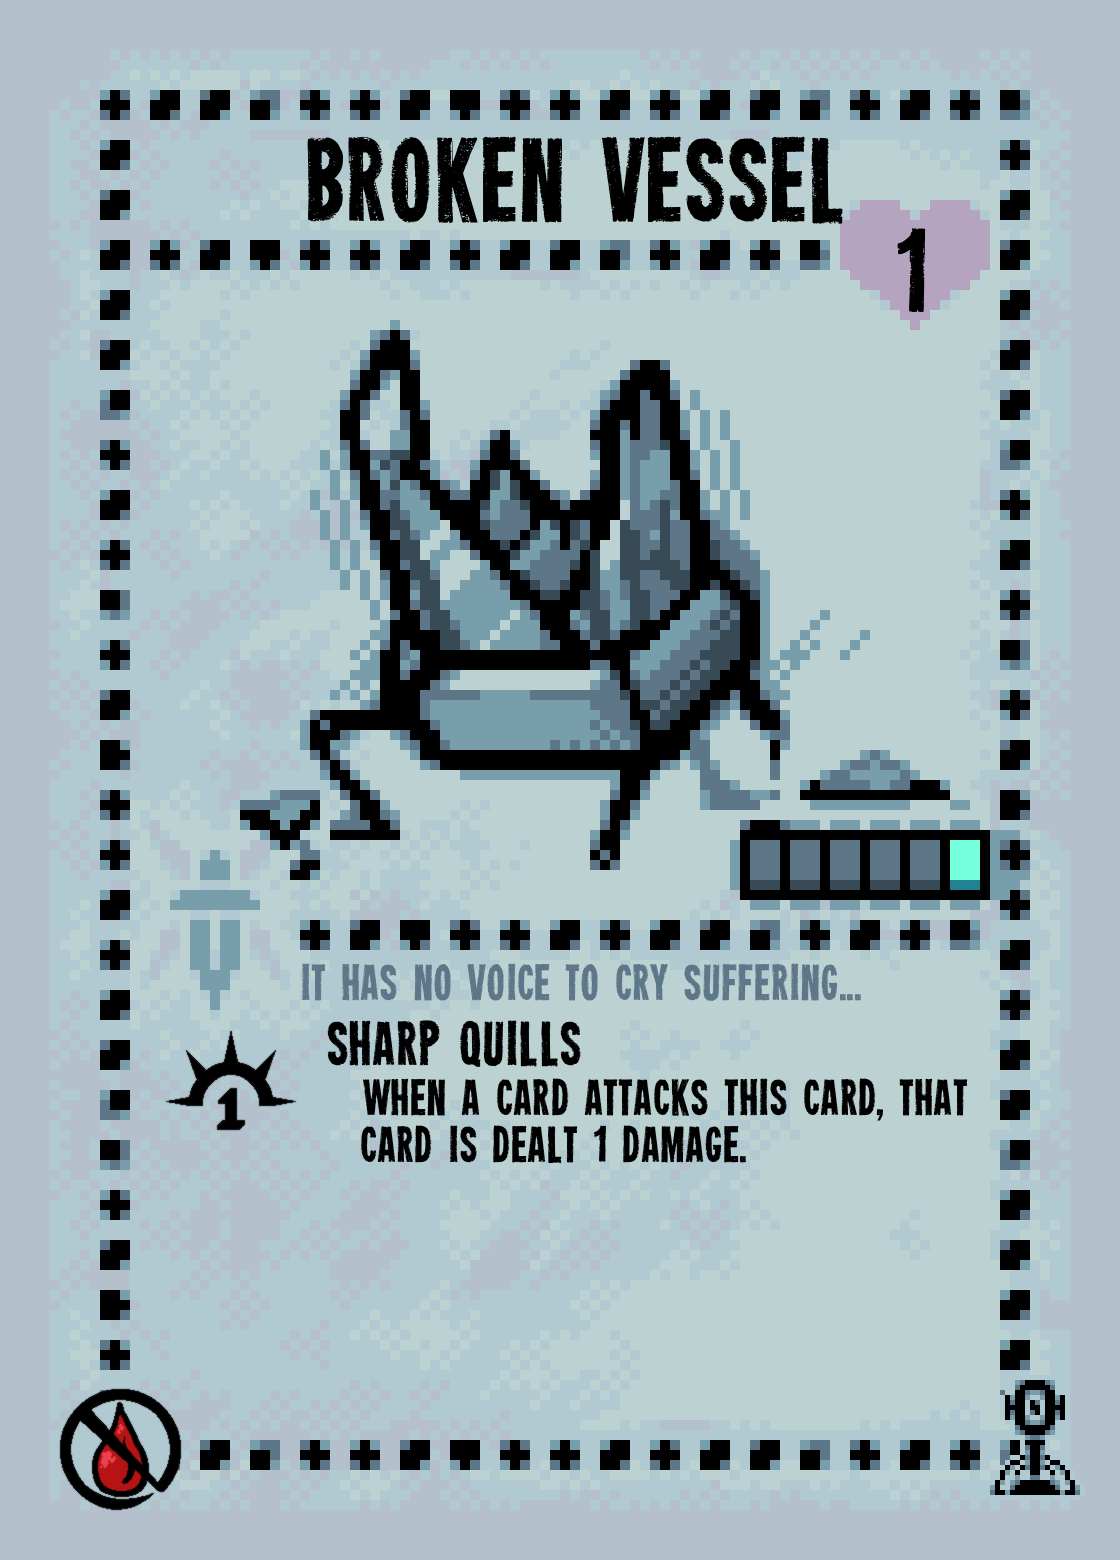 BROKEN VESSEL
1
IT HAS NO VOICE TO CRY SUFFERING...
SHARP QUILLS
1
WHEN A CARD ATTACKS THIS CARD, THAT
CARD IS DEALT 1 DAMAGE.